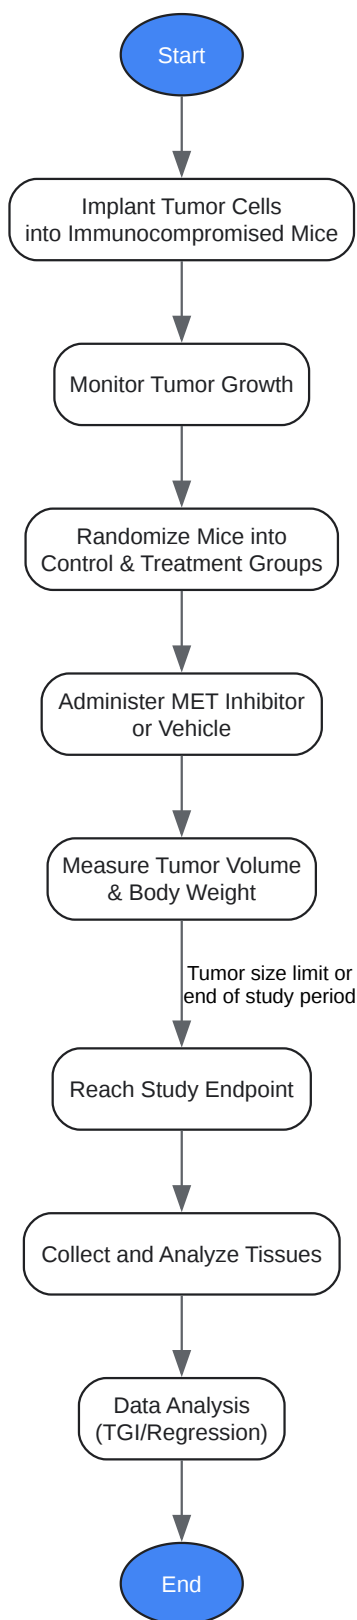 Start
Implant Tumor Cells
into Immunocompromised Mice
Monitor Tumor Growth
Randomize Mice into
Control & Treatment Groups
Administer MET Inhibitor
or Vehicle
Measure Tumor Volume
& Body Weight
Tumor size limit or
end of study period
Reach Study Endpoint
Collect and Analyze Tissues
Data Analysis
(TGI/Regression)
End